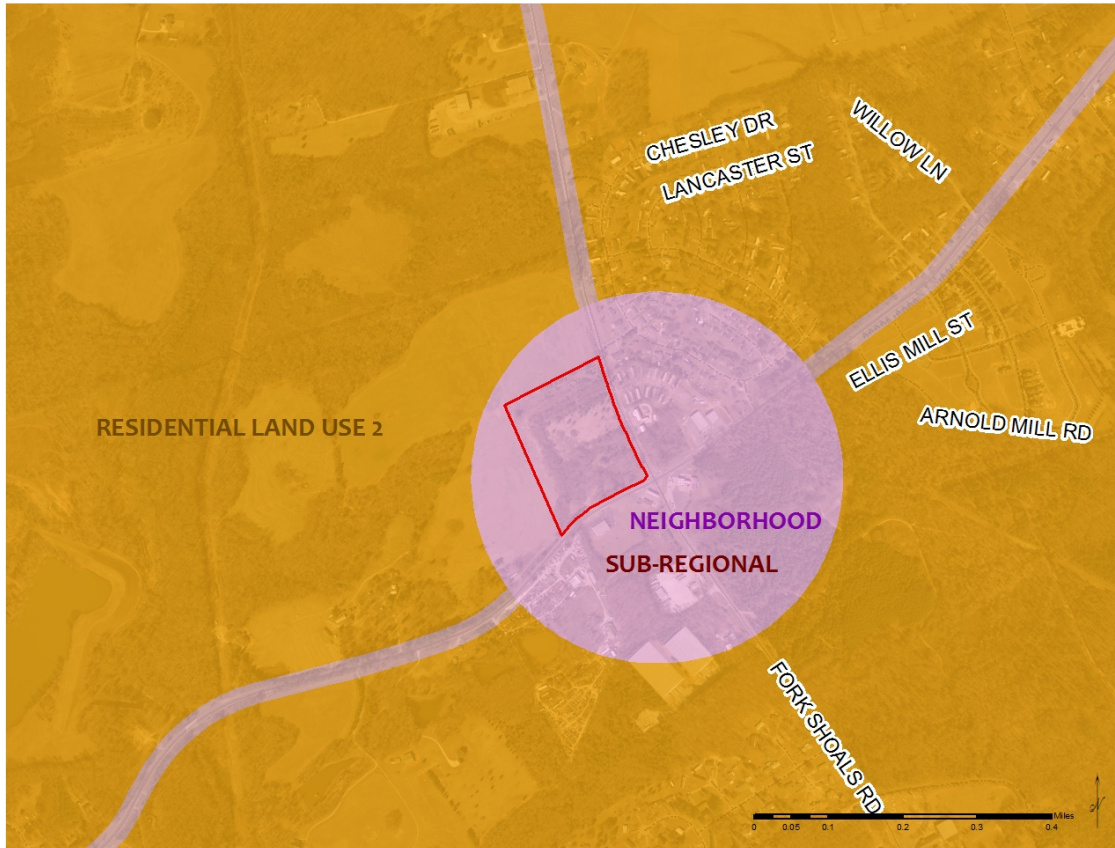 CHESLEY DR
WILLOW LN
LANCASTER ST
ELLIS MILL ST
ARNOLD MILL RD
RESIDENTIAL LAND USE 2
NEIGHBORHOOD
SUB-REGIONAL
FORK SHOALS RD
Miles
0 0.05 0.1 0.2 0.3 0.4
N